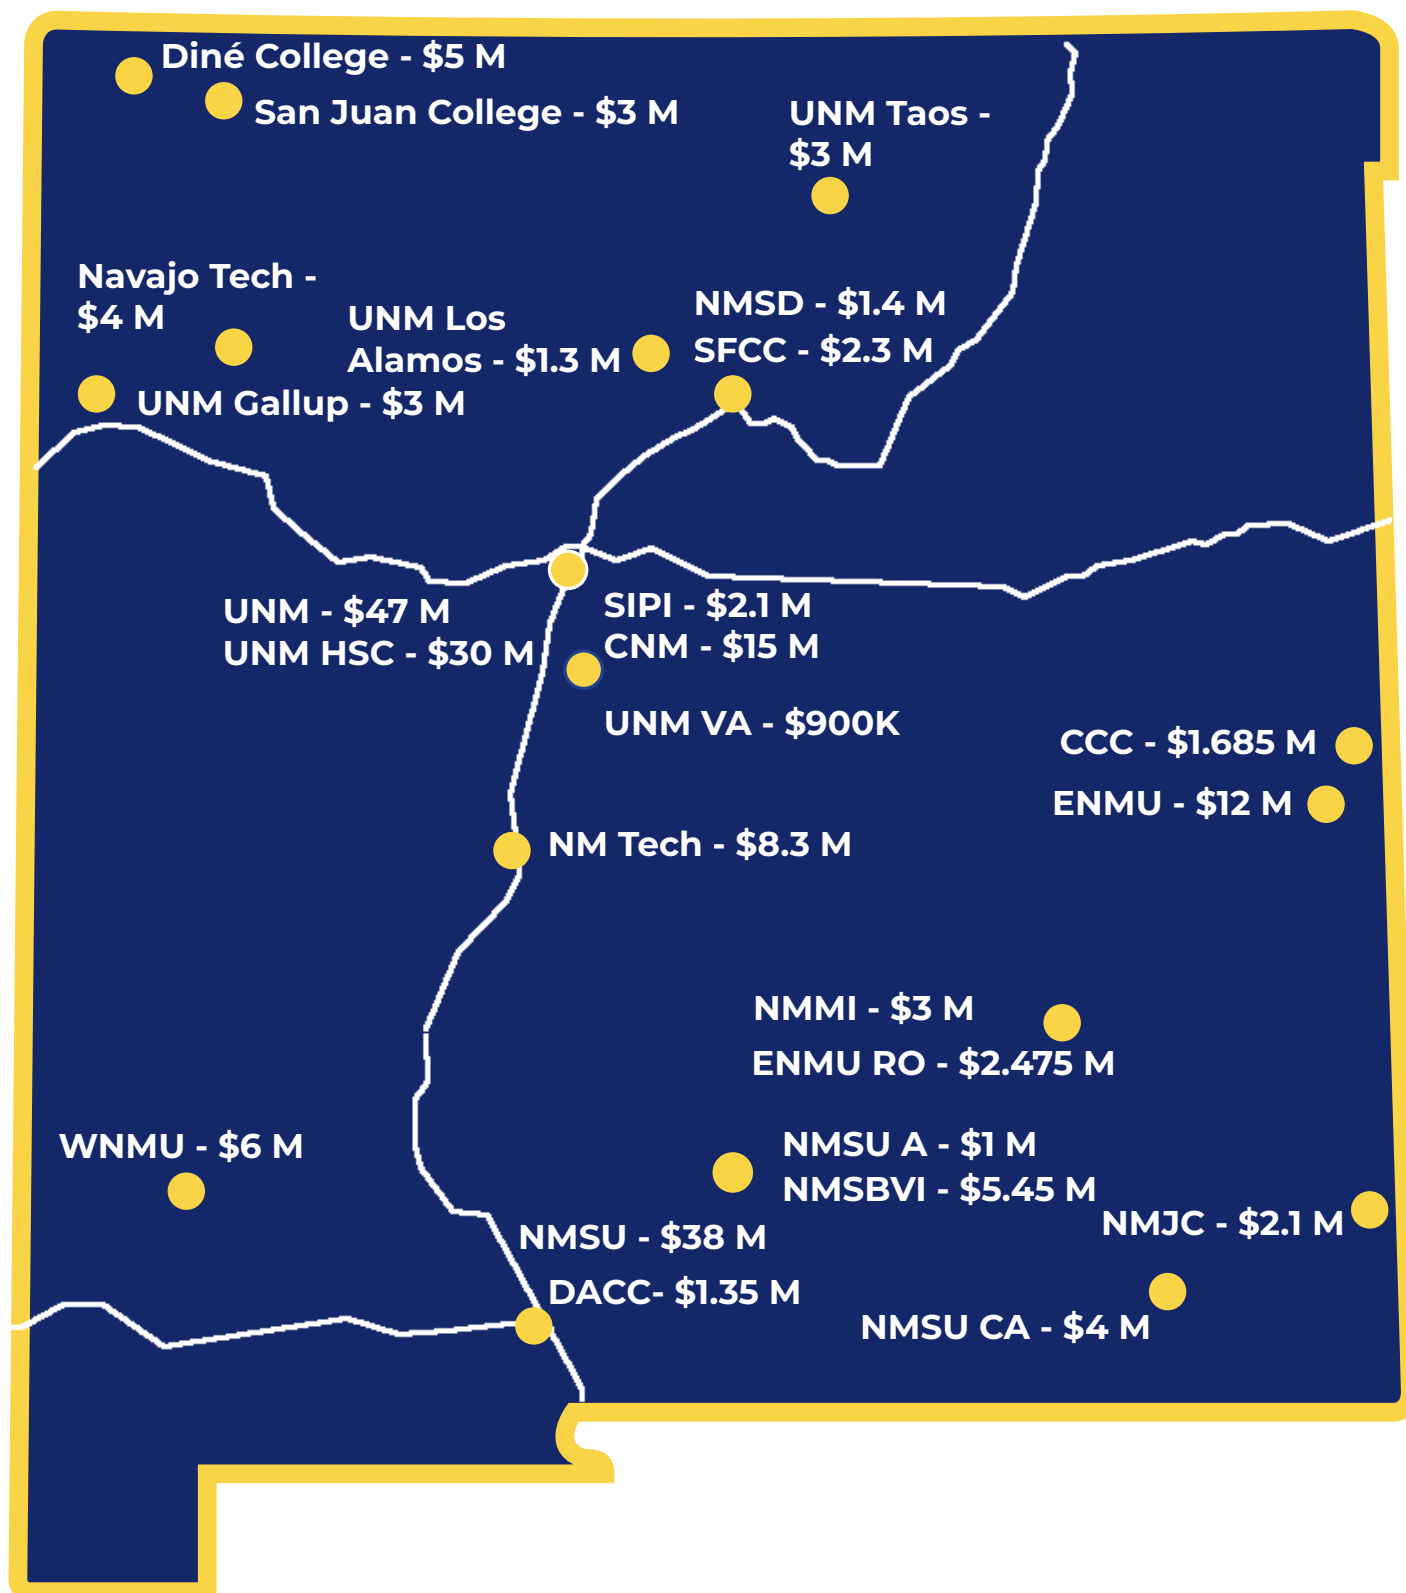 Diné College - $5 M
San Juan College - $3 M
UNM Taos -
$3 M
Navajo Tech -
$4 M
UNM Los
Alamos - $1.3 M
NMSD - $1.4 M
SFCC - $2.3 M
UNM Gallup - $3 M
UNM - $47 M
UNM HSC - $30 M
SIPI - $2.1 M
CNM - $15 M
UNM VA - $900K
CCC - $1.685 M
ENMU - $12 M
NM Tech - $8.3 M
NMMI - $3 M
ENMU RO - $2.475 M
WNMU - $6 M
NMSU A - $1 M
NMSBVI - $5.45 M
NMJC - $2.1 M
NMSU - $38 M
DACC- $1.35 M
NMSU CA - $4 M